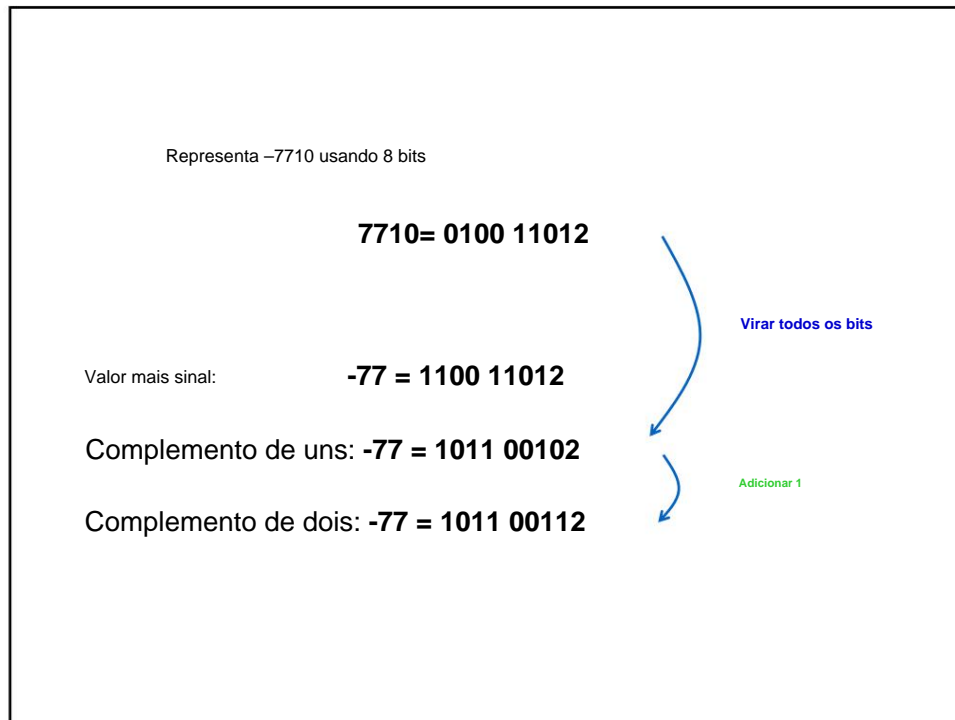 Representa –7710 usando 8 bits
7710= 0100 11012
Virar todos os bits
Valor mais sinal: -77 = 1100 11012
Complemento de uns: -77 = 1011 00102
Adicionar 1
Complemento de dois: -77 = 1011 00112